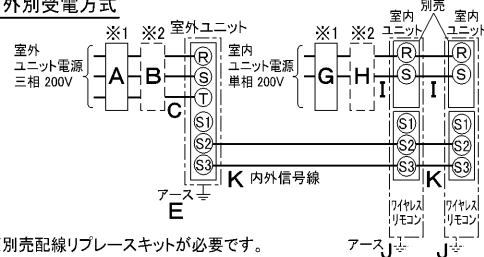 外別受電方式
別売
※1 ※2 室外ユニット ※1 ※2 室内ユニット 室内ユニット
室外
ユニット電源
三相 200V
A B C
R
S
T
S1
S2
S3
室内
ユニット電源
単相 200V
G H I I
R R
S S
S1 S1
S2 S2
S3 S3
K 内外信号線 K
アース
E
ワイヤレス
リモコン
ワイヤレス
リモコン
アース J J
別売配線リプレースキットが必要です。